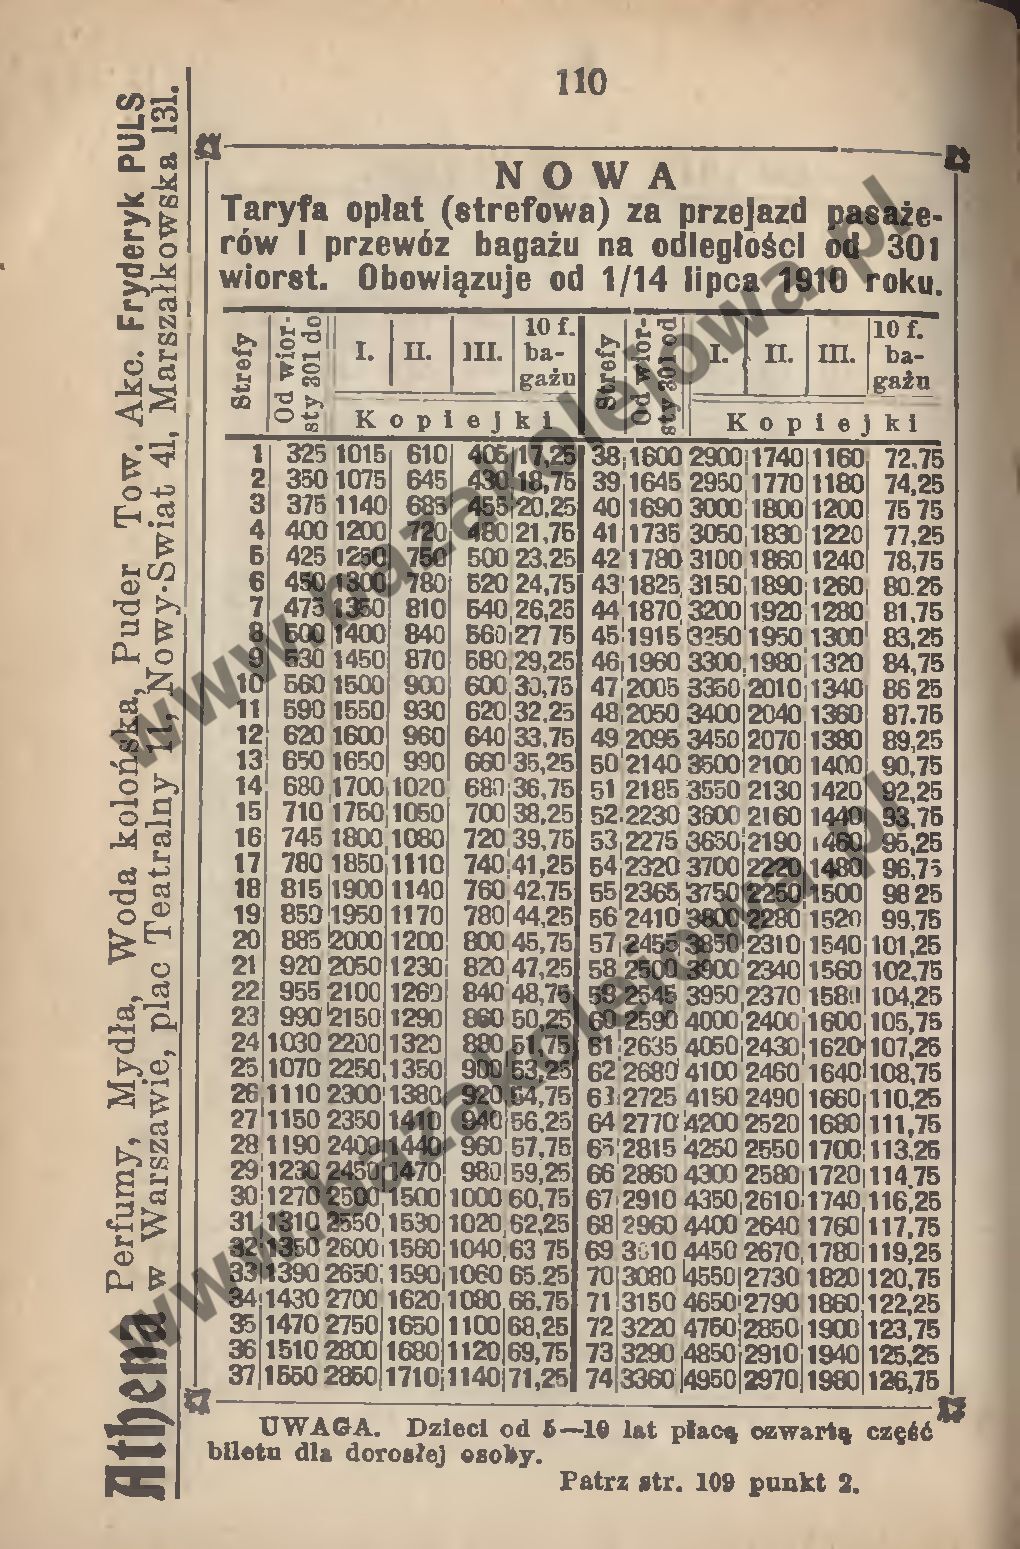 110
NOWA
Taryfa opłat (strefowa) za przejazd pasaże-
rów i przewóz bagażu na odległości od 301
wiorst. Obowiązuje od 1/14 lipca 1910 roku.
Strefy | Od wior-sty 301 do | I. | II. | III. | 10 f. ba-gażu | Strefy | Od wior-sty 301 od | I. | II. | III. | 10 f. ba-gażu
Kopiejki | Kopiejki
1 325 1015 610 405 17,25 38 1600 2900 1740 1160 72,75
2 350 1075 645 430 18,75 39 1645 2950 1770 1180 74,25
3 375 1140 685 455 20,25 40 1690 3000 1800 1200 75 75
4 400 1200 720 480 21,75 41 1735 3050 1830 1220 77,25
5 425 1250 750 500 23,25 42 1780 3100 1860 1240 78,75
6 450 1300 780 520 24,75 43 1825 3150 1890 1260 80.25
7 475 1350 810 540 26,25 44 1870 3200 1920 1280 81,75
8 500 1400 840 560 27 75 45 1915 3250 1950 1300 83,25
9 530 1450 870 580 29,25 46 1960 3300 1980 1320 84,75
10 560 1500 900 600 30,75 47 2005 3350 2010 1340 86 25
11 590 1550 930 620 32.25 48 2050 3400 2040 1360 87.75
12 620 1600 960 640 33.75 49 2095 3450 2070 1380 89,25
13 650 1650 990 660 35,25 50 2140 3500 2100 1400 90,75
14 680 1700 1020 680 36,75 51 2185 3550 2130 1420 92,25
15 710 1750 1050 700 38,25 52 2230 3600 2160 1440 93,75
16 745 1800 1080 720 39,75 53 2275 3650 2190 1460 95,25
17 780 1850 1110 740 41,25 54 2320 3700 2220 1480 96,75
18 815 1900 1140 760 42,75 55 2365 3750 2250 1500 98 25
19 850 1950 1170 780 44,25 56 2410 3800 2280 1520 99,75
20 885 2000 1200 800 45,75 57 2455 3850 2310 1540 101,25
21 920 2050 1230 820 47,25 58 2500 3900 2340 1560 102,75
22 955 2100 1260 840 48,75 59 2545 3950 2370 1580 104,25
23 990 2150 1290 860 50,25 60 2590 4000 2400 1600 105,75
24 1030 2200 1320 880 51,75 61 2635 4050 2430 1620 107,25
25 1070 2250 1350 900 53,25 62 2680 4100 2460 1640 108,75
26 1110 2300 1380 920 54,75 63 2725 4150 2490 1660 110,25
27 1150 2350 1410 940 56,25 64 2770 4200 2520 1680 111,75
28 1190 2400 1440 960 57,75 65 2815 4250 2550 1700 113,25
29 1230 2450 1470 980 59,25 66 2860 4300 2580 1720 114,75
30 1270 2500 1500 1000 60,75 67 2910 4350 2610 1740 116,25
31 1310 2550 1530 1020 62,25 68 2960 4400 2640 1760 117,75
32 1350 2600 1560 1040 63 75 69 3010 4450 2670 1780 119,25
33 1390 2650 1590 1060 65.25 70 3080 4550 2730 1820 120,75
34 1430 2700 1620 1080 66.75 71 3150 4650 2790 1860 122,25
35 1470 2750 1650 1100 68,25 72 3220 4750 2850 1900 123,75
36 1510 2800 1680 1120 69,75 73 3290 4850 2910 1940 125,25
37 1550 2850 1710 1140 71,25 74 3360 4950 2970 1980 126,75
UWAGA. Dzieci od 5—10 lat płacą czwartą część
biletu dla dorosłej osoby.
Patrz str. 109 punkt 2.
Athena Perfumy, Mydła, Woda kolońska, Puder Tow. Akc. Fryderyk PULS
w Warszawie, plac Teatralny 11, Nowy-Swiat 41, Marszałkowska 131.
www.bazakolejowa.pl
www.bazakolejowa.pl